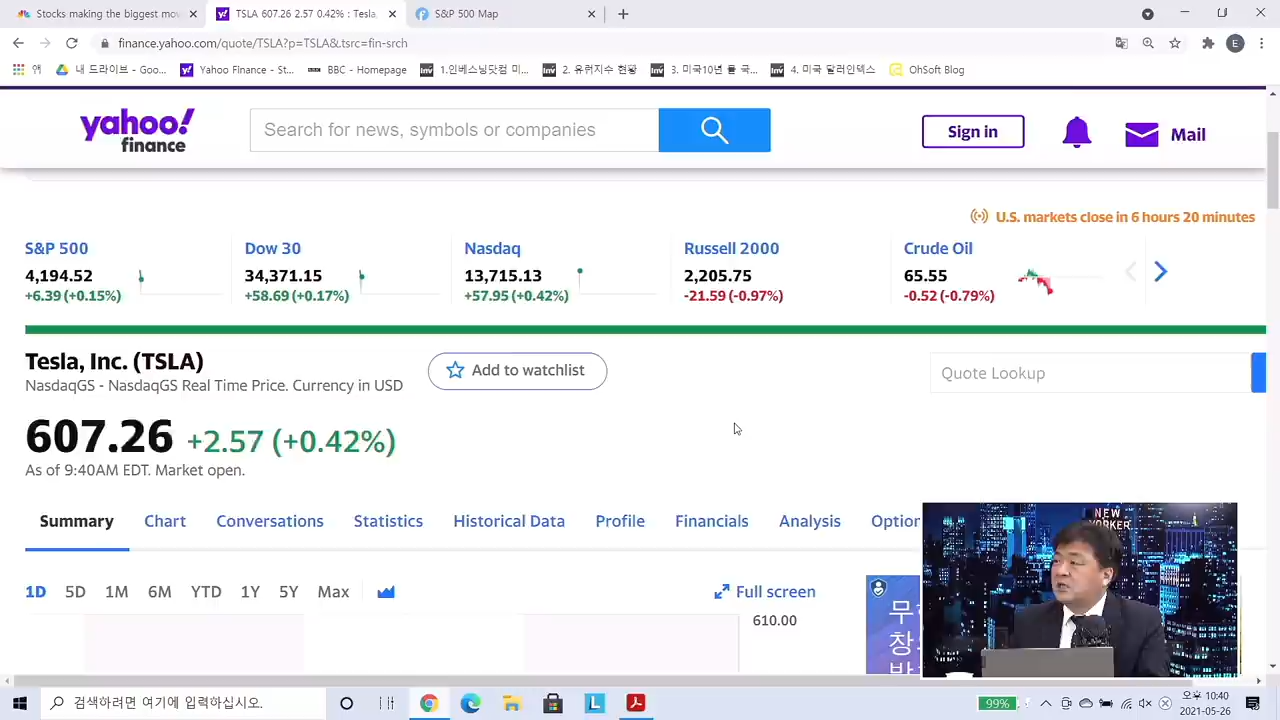 Stocks making the biggest mov
TSLA 607.26 2.57 0.42% : Tesla,
S&P 500 Map
finance.yahoo.com/quote/TSLA?p=TSLA&tsrc=fin-srch
앱
내 드라이브 - Goo...
Yahoo FInance - St...
BBC - Homepage
1.인베스닝닷컴 미...
2. 유럽지수 현황
3. 미국10년 물 국...
4. 미국 달러인덱스
OhSoft Blog
yahoo!
finance
Search for news, symbols or companies
Sign in
Mail
U.S. markets close in 6 hours 20 minutes
S&P 500
4,194.52
+6.39 (+0.15%)
Dow 30
34,371.15
+58.69 (+0.17%)
Nasdaq
13,715.13
+57.95 (+0.42%)
Russell 2000
2,205.75
-21.59 (-0.97%)
Crude Oil
65.55
-0.52 (-0.79%)
Tesla, Inc. (TSLA)
NasdaqGS - NasdaqGS Real Time Price. Currency in USD
Add to watchlist
Quote Lookup
607.26 +2.57 (+0.42%)
As of 9:40AM EDT. Market open.
Summary Chart Conversations Statistics Historical Data Profile Financials Analysis Option
1D 5D 1M 6M YTD 1Y 5Y Max
Full screen
610.00
창의
NEW
YORKER
검색하려면 여기에 입력하십시오.
99%
오후 10:40
2021-05-26